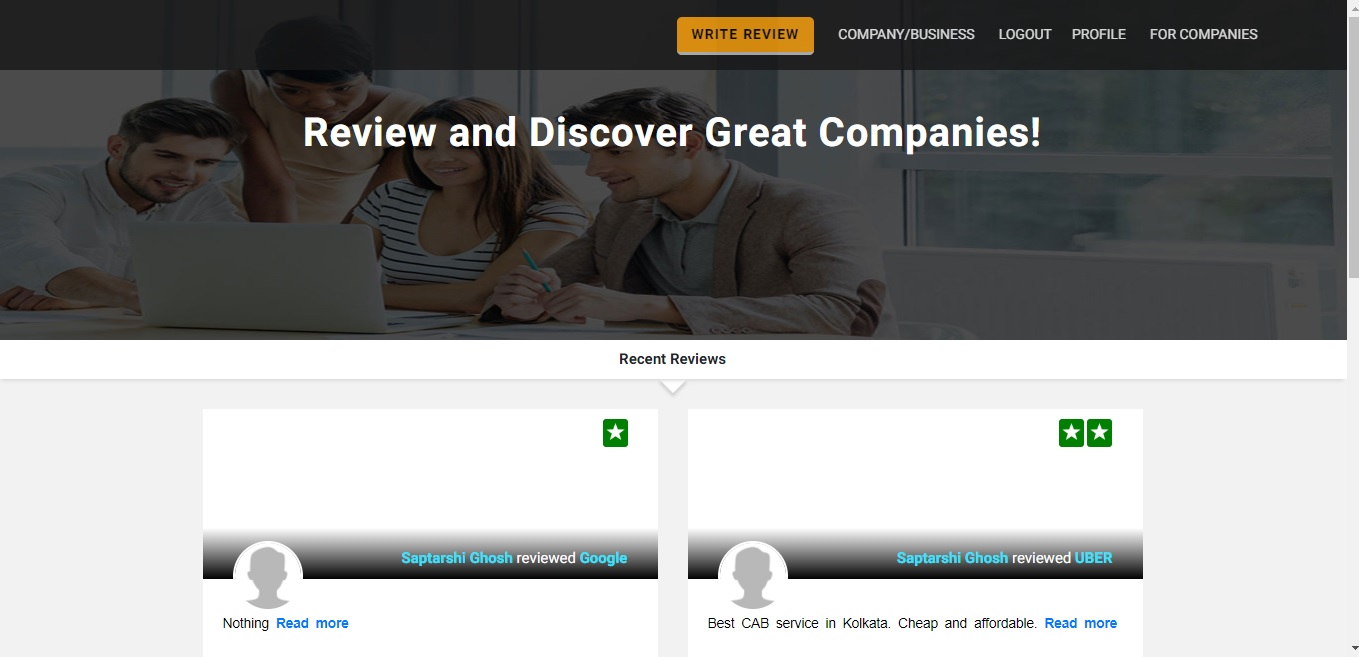 WRITE REVIEW COMPANY/BUSINESS LOGOUT PROFILE FOR COMPANIES
Review and Discover Great Companies!
Recent Reviews
Saptarshi Ghosh reviewed Google
Nothing Read more
Saptarshi Ghosh reviewed UBER
Best CAB service in Kolkata. Cheap and affordable. Read more